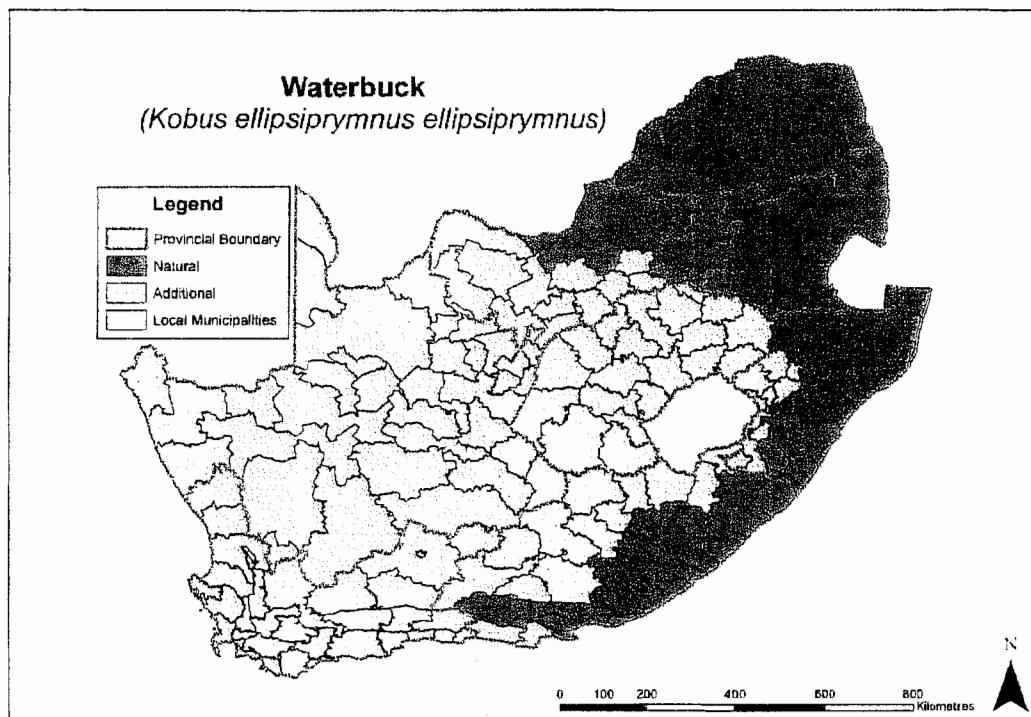 Waterbuck
(Kobus ellipsiprymnus ellipsiprymnus)
Legend
Provincial Boundary
Natural
Additional
Local Municipalities
N
0 100 200 400 600 800
Kilometres